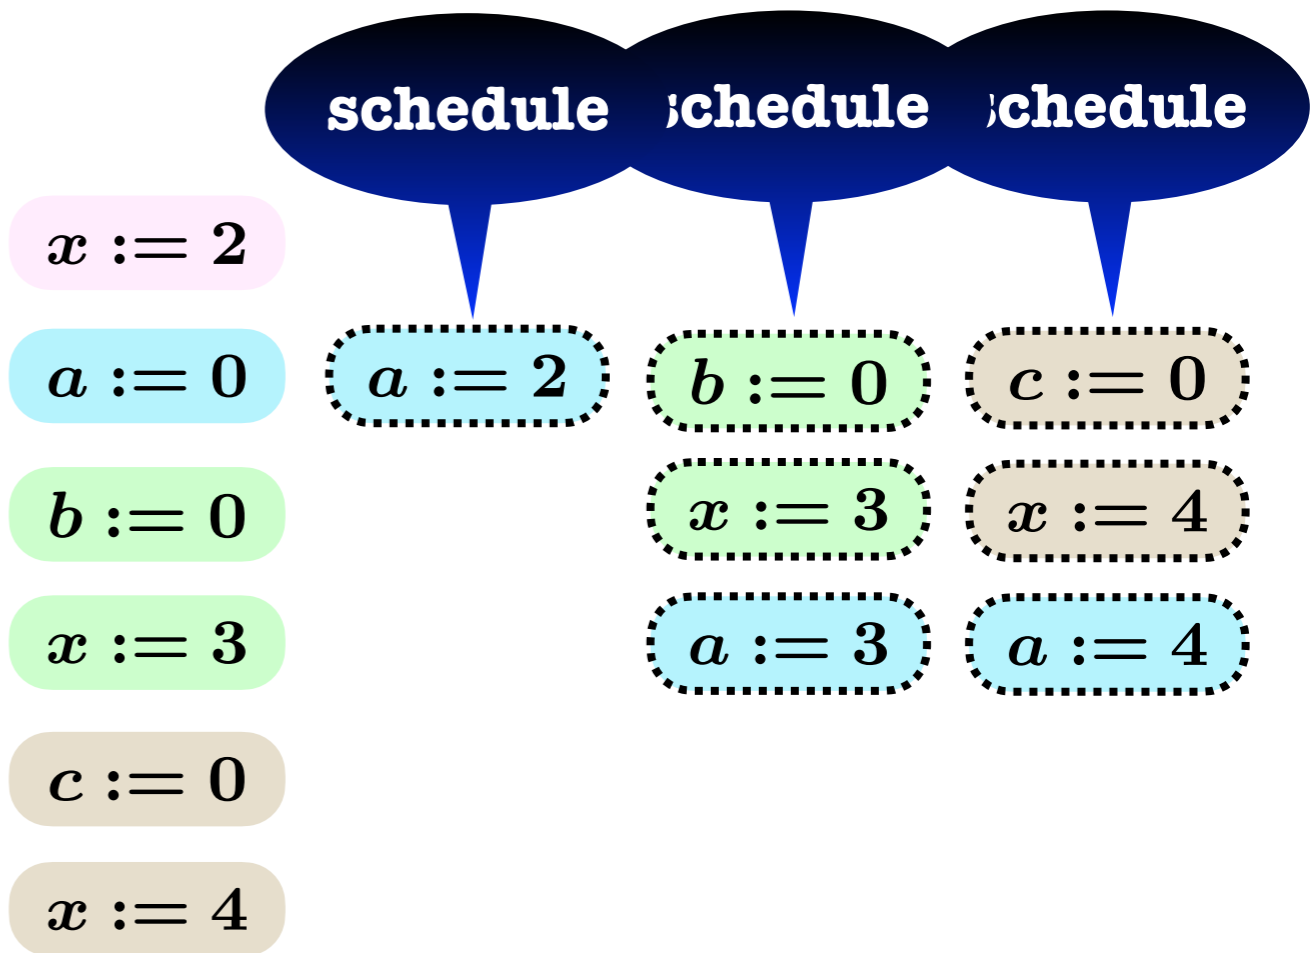 schedule schedule schedule
x := 2
a := 0 a := 2 b := 0 c := 0
b := 0 x := 3 x := 4
x := 3 a := 3 a := 4
c := 0
x := 4